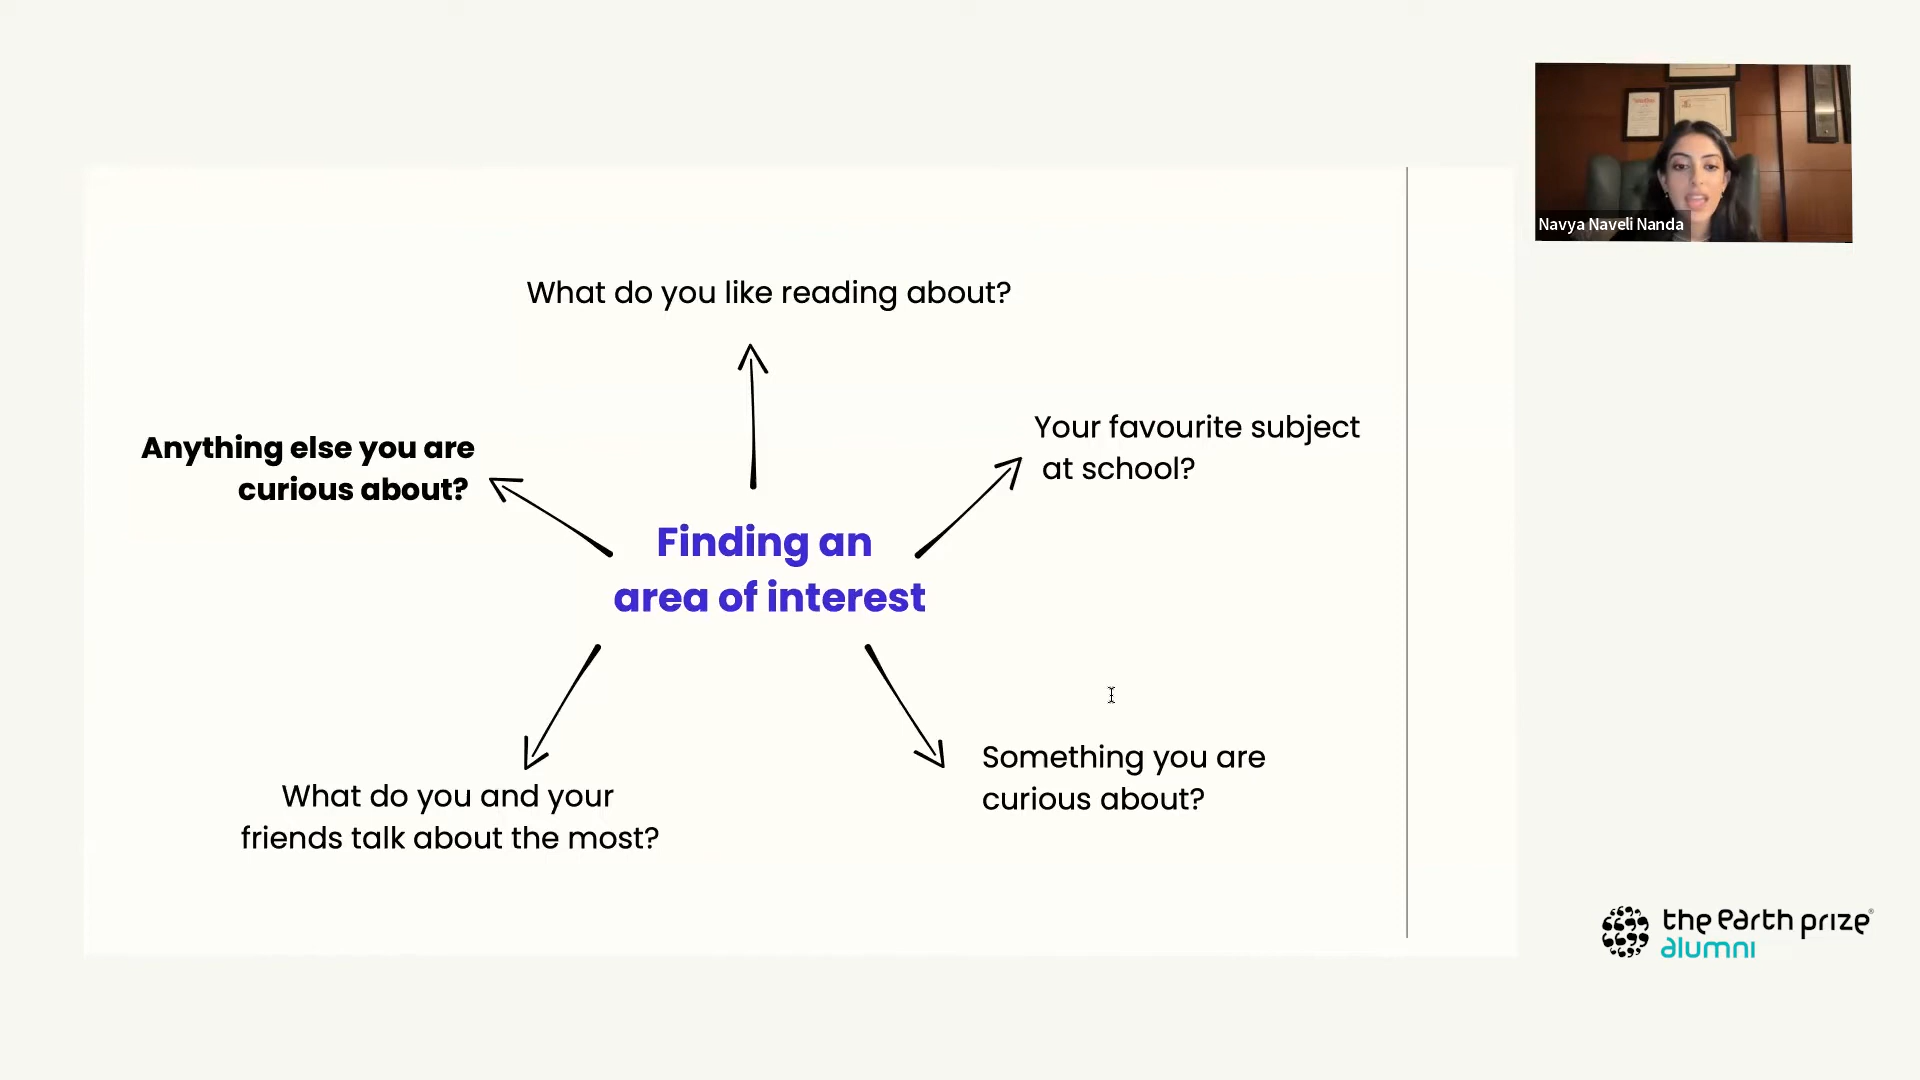 What do you like reading about?
Your favourite subject
at school?
Anything else you are
curious about?
Finding an
area of interest
Something you are
curious about?
What do you and your
friends talk about the most?
Navya Naveli Nanda
the earth prize®
alumni